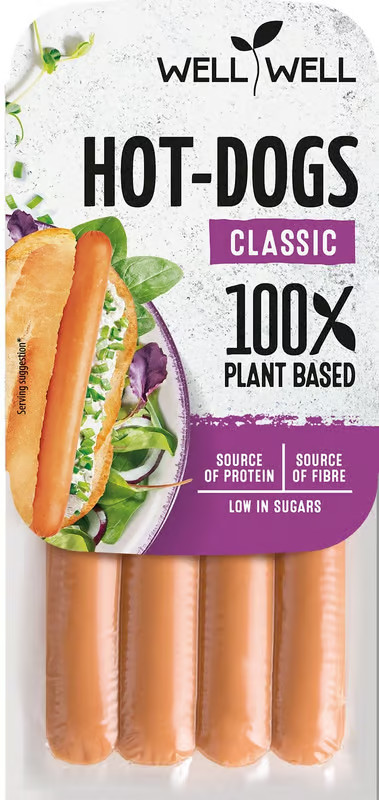 WELL WELL
HOT-DOGS
CLASSIC
100%
PLANT BASED
Serving suggestion*
SOURCE OF PROTEIN
SOURCE OF FIBRE
LOW IN SUGARS